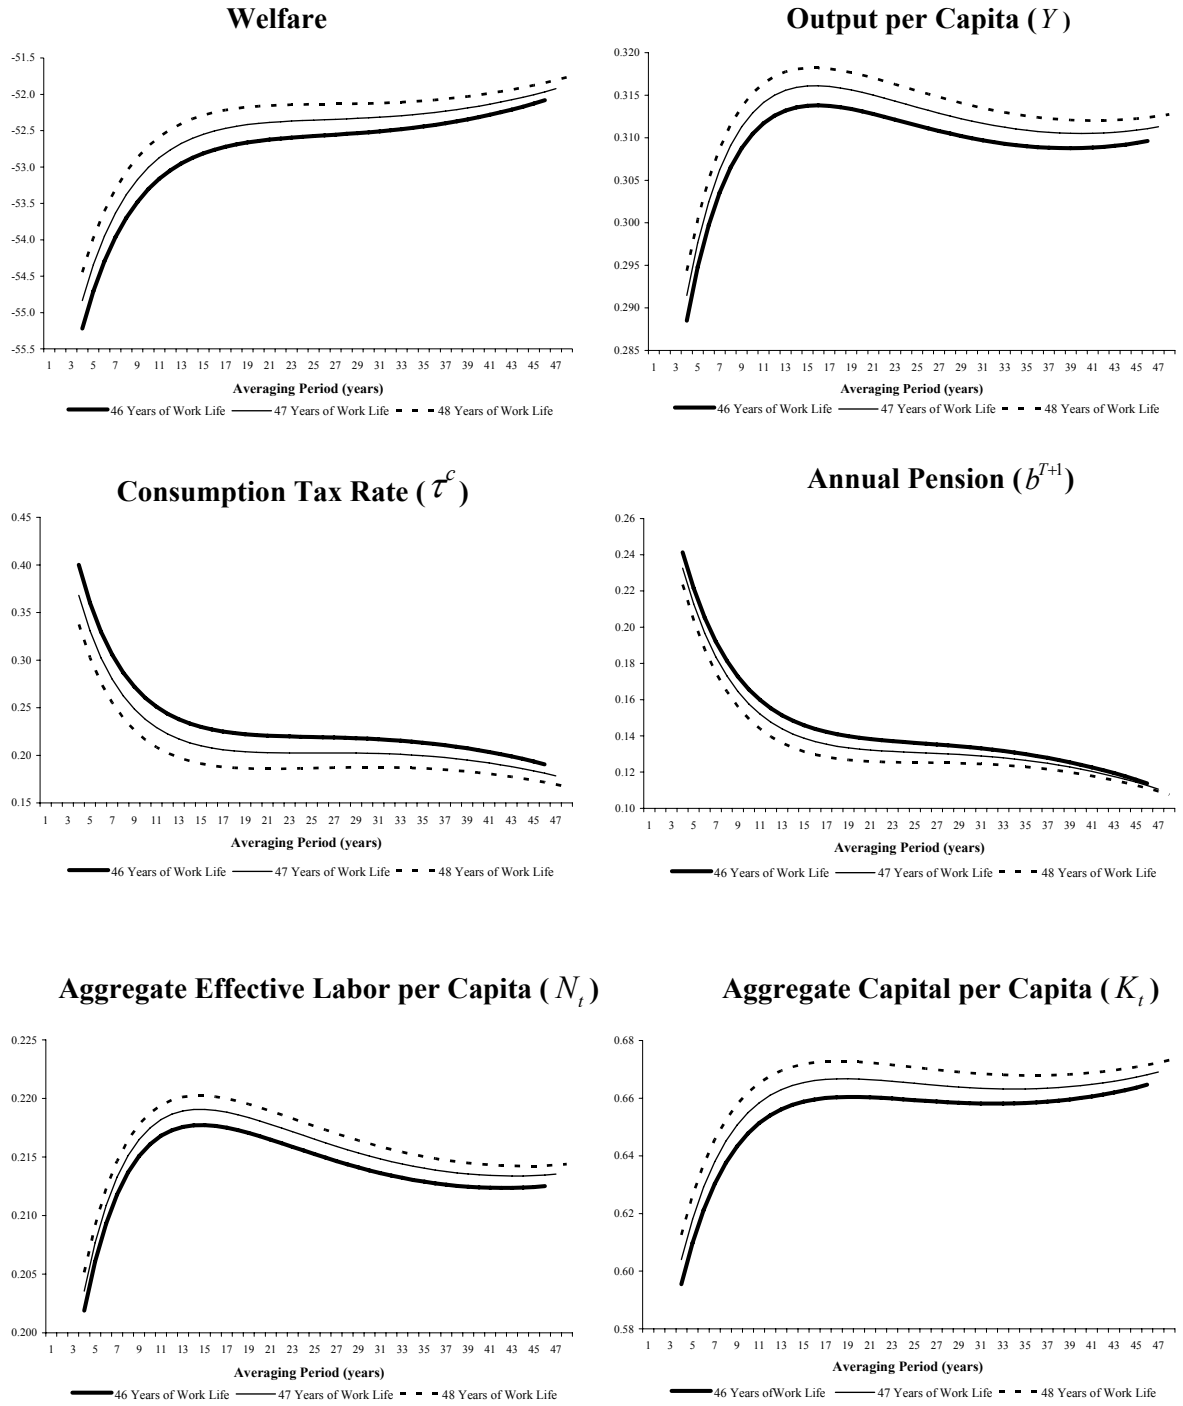 Welfare
-51.5
-52.0
-52.5
-53.0
-53.5
-54.0
-54.5
-55.0
-55.5
1 3 5 7 9 11 13 15 17 19 21 23 25 27 29 31 33 35 37 39 41 43 45 47
Averaging Period (years)
46 Years of Work Life 47 Years of Work Life 48 Years of Work Life
Output per Capita (Y)
0.320
0.315
0.310
0.305
0.300
0.295
0.290
0.285
1 3 5 7 9 11 13 15 17 19 21 23 25 27 29 31 33 35 37 39 41 43 45 47
Averaging Period (years)
46 Years of Work Life 47 Years of Work Life 48 Years of Work Life
Consumption Tax Rate (τ^c)
0.45
0.40
0.35
0.30
0.25
0.20
0.15
1 3 5 7 9 11 13 15 17 19 21 23 25 27 29 31 33 35 37 39 41 43 45 47
Averaging Period (years)
46 Years of Work Life 47 Years of Work Life 48 Years of Work Life
Annual Pension (b^{T+1})
0.26
0.24
0.22
0.20
0.18
0.16
0.14
0.12
0.10
1 3 5 7 9 11 13 15 17 19 21 23 25 27 29 31 33 35 37 39 41 43 45 47
Averaging Period (years)
46 Years of Work Life 47 Years of Work Life 48 Years of Work Life
Aggregate Effective Labor per Capita (N_t)
0.225
0.220
0.215
0.210
0.205
0.200
1 3 5 7 9 11 13 15 17 19 21 23 25 27 29 31 33 35 37 39 41 43 45 47
Averaging Period (years)
46 Years of Work Life 47 Years of Work Life 48 Years of Work Life
Aggregate Capital per Capita (K_t)
0.68
0.66
0.64
0.62
0.60
0.58
1 3 5 7 9 11 13 15 17 19 21 23 25 27 29 31 33 35 37 39 41 43 45 47
Averaging Period (years)
46 Years ofWork Life 47 Years of Work Life 48 Years of Work Life